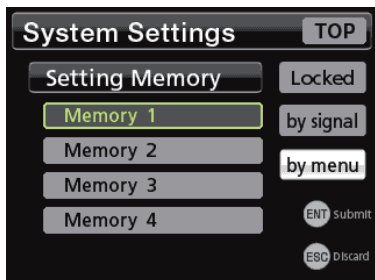 System Settings
TOP
Setting Memory
Locked
Memory 1
by signal
Memory 2
by menu
Memory 3
Memory 4
ENT Submit
ESC Discard